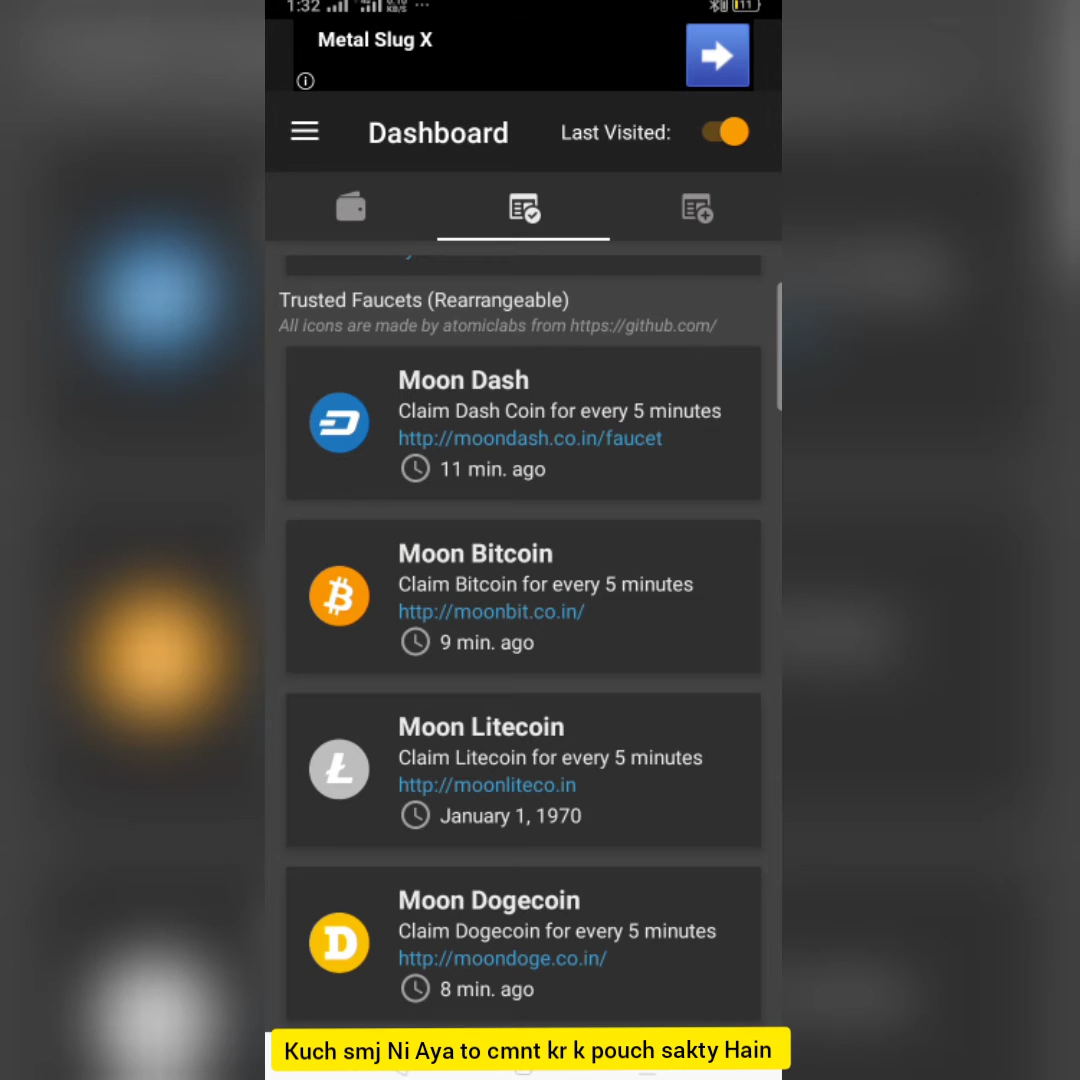 1:32
KB/S
11
Metal Slug X
Dashboard
Last Visited:
Trusted Faucets (Rearrangeable)
All icons are made by atomiclabs from https://github.com/
Moon Dash
Claim Dash Coin for every 5 minutes
http://moondash.co.in/faucet
11 min. ago
Moon Bitcoin
Claim Bitcoin for every 5 minutes
http://moonbit.co.in/
9 min. ago
Moon Litecoin
Claim Litecoin for every 5 minutes
http://moonliteco.in
January 1, 1970
Moon Dogecoin
Claim Dogecoin for every 5 minutes
http://moondoge.co.in/
8 min. ago
Kuch smj Ni Aya to cmnt kr k pouch sakty Hain